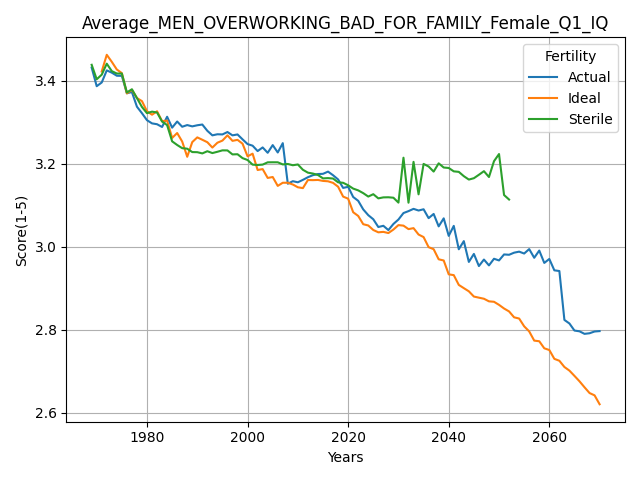 Average_MEN_OVERWORKING_BAD_FOR_FAMILY_Female_Q1_IQ
Fertility
Actual
Ideal
Sterile
Score(1-5)
3.4
3.2
3.0
2.8
2.6
1980 2000 2020 2040 2060
Years